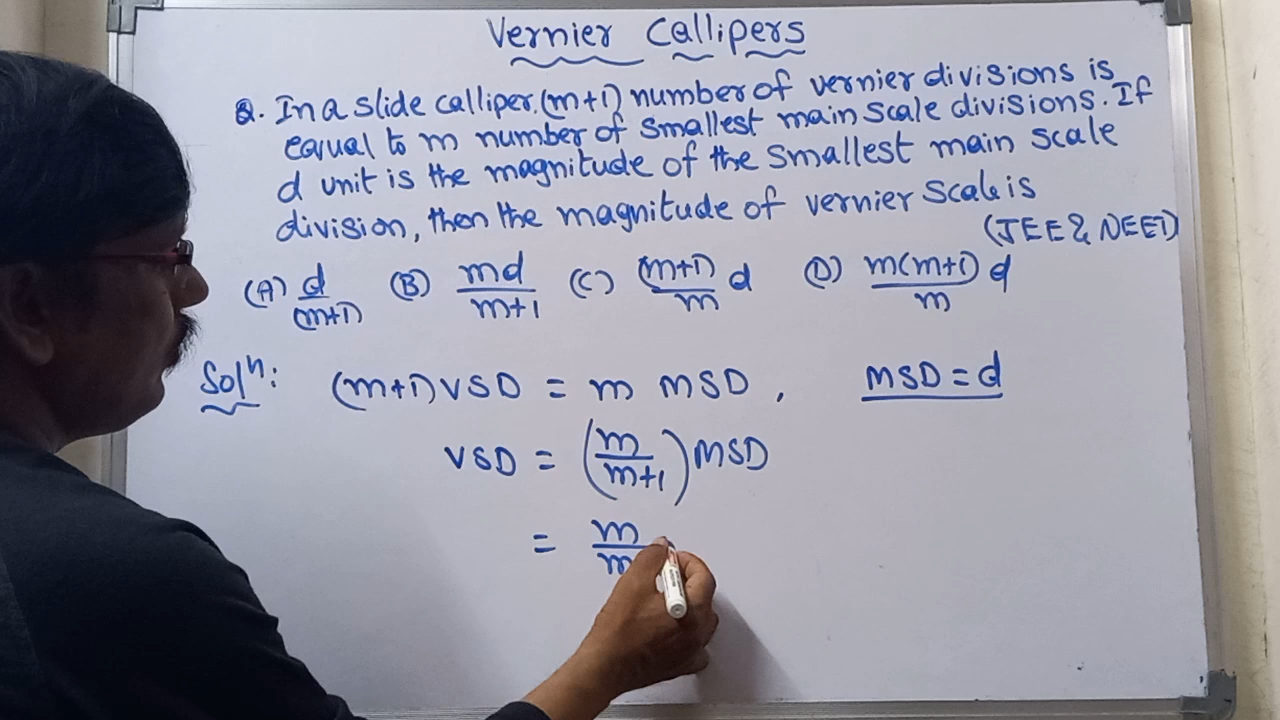 Vernier Callipers
Q. In a slide calliper, (m+1) number of vernier divisions is
equal to m number of smallest main scale divisions. If
d unit is the magnitude of the smallest main scale
division, then the magnitude of vernier scale is
(JEE & NEET)
(A) d/(m+1) (B) md/m+1 (C) (m+1)/m d (D) m(m+1)/m d
Solⁿ: (m+1) VSD = m MSD, MSD = d
VSD = (m/m+1) MSD
= m/m